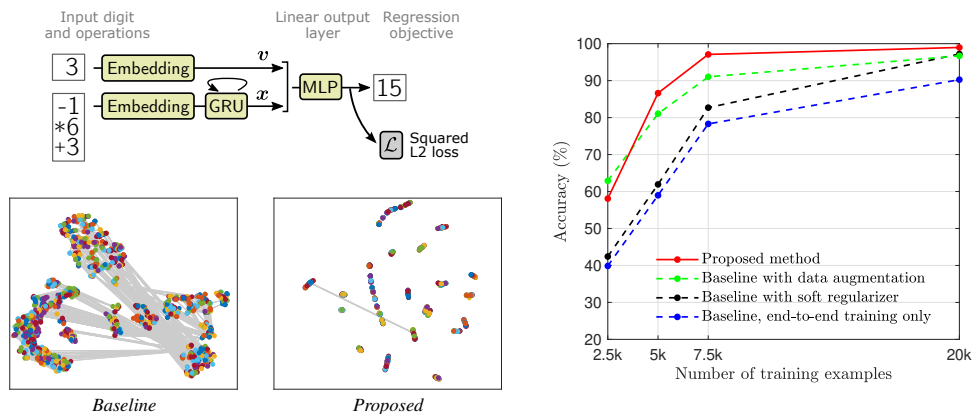 Input digit
and operations
Linear output
layer
Regression
objective
3
Embedding
v
-1
*6
+3
Embedding
GRU
x
MLP
15
ℒ
Squared
L2 loss
Baseline
Proposed
Accuracy (%)
100
90
80
70
60
50
40
30
20
Proposed method
Baseline with data augmentation
Baseline with soft regularizer
Baseline, end-to-end training only
2.5k 5k 7.5k 20k
Number of training examples